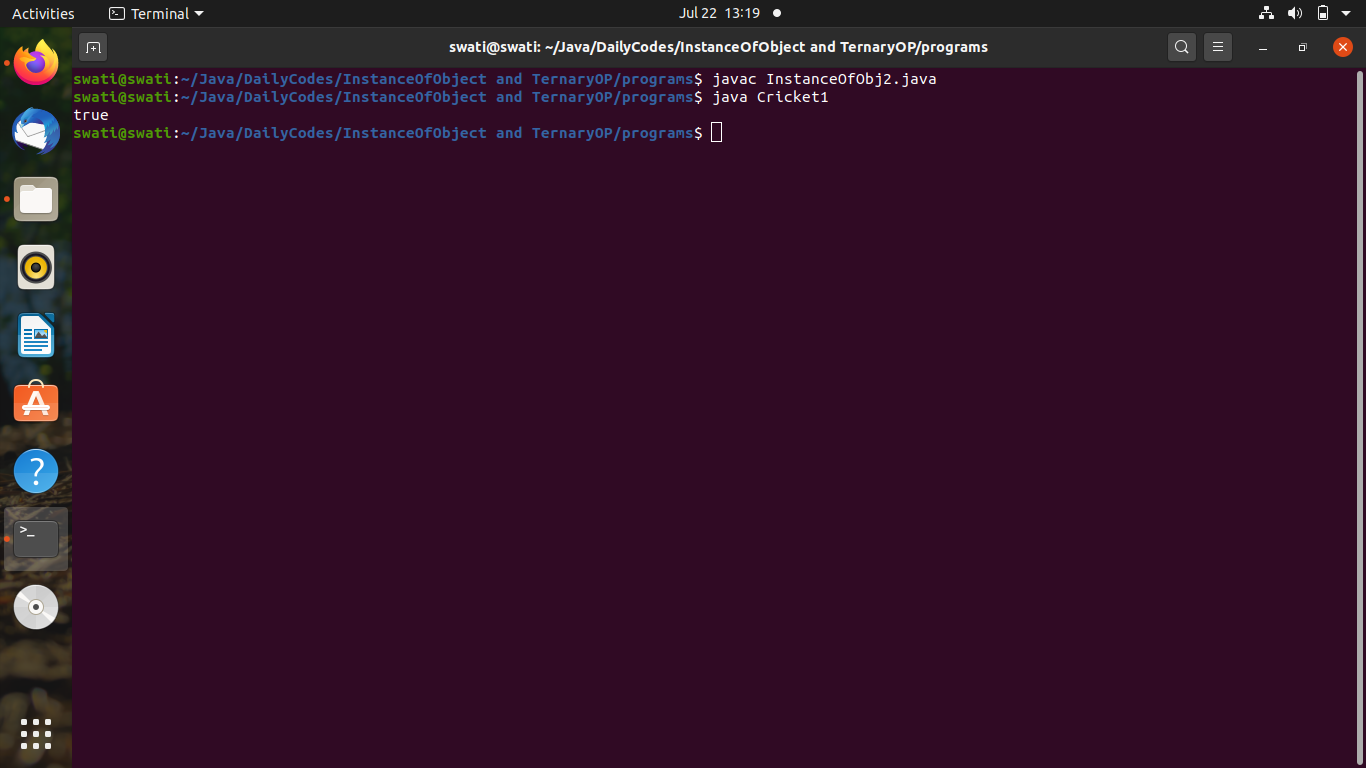 Activities Terminal Jul 22 13:19
swati@swati: ~/Java/DailyCodes/InstanceOfObject and TernaryOP/programs
swati@swati:~/Java/DailyCodes/InstanceOfObject and TernaryOP/programs$ javac InstanceOfObj2.java
swati@swati:~/Java/DailyCodes/InstanceOfObject and TernaryOP/programs$ java Cricket1
true
swati@swati:~/Java/DailyCodes/InstanceOfObject and TernaryOP/programs$